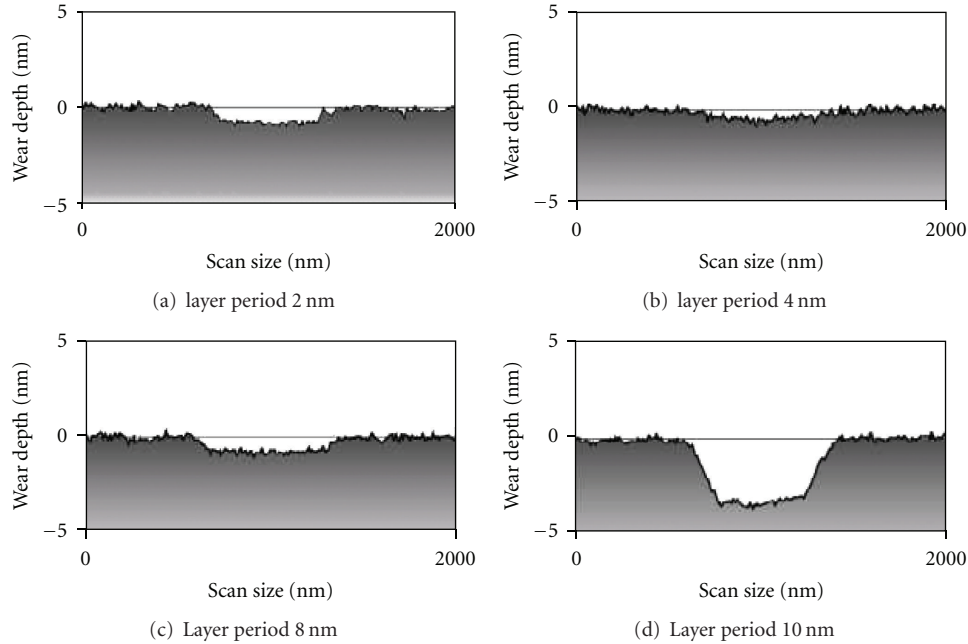 5
0
−5
Wear depth (nm)
0
2000
Scan size (nm)
(a) layer period 2 nm
5
0
−5
Wear depth (nm)
0
2000
Scan size (nm)
(b) layer period 4 nm
5
0
−5
Wear depth (nm)
0
2000
Scan size (nm)
(c) Layer period 8 nm
5
0
−5
Wear depth (nm)
0
2000
Scan size (nm)
(d) Layer period 10 nm